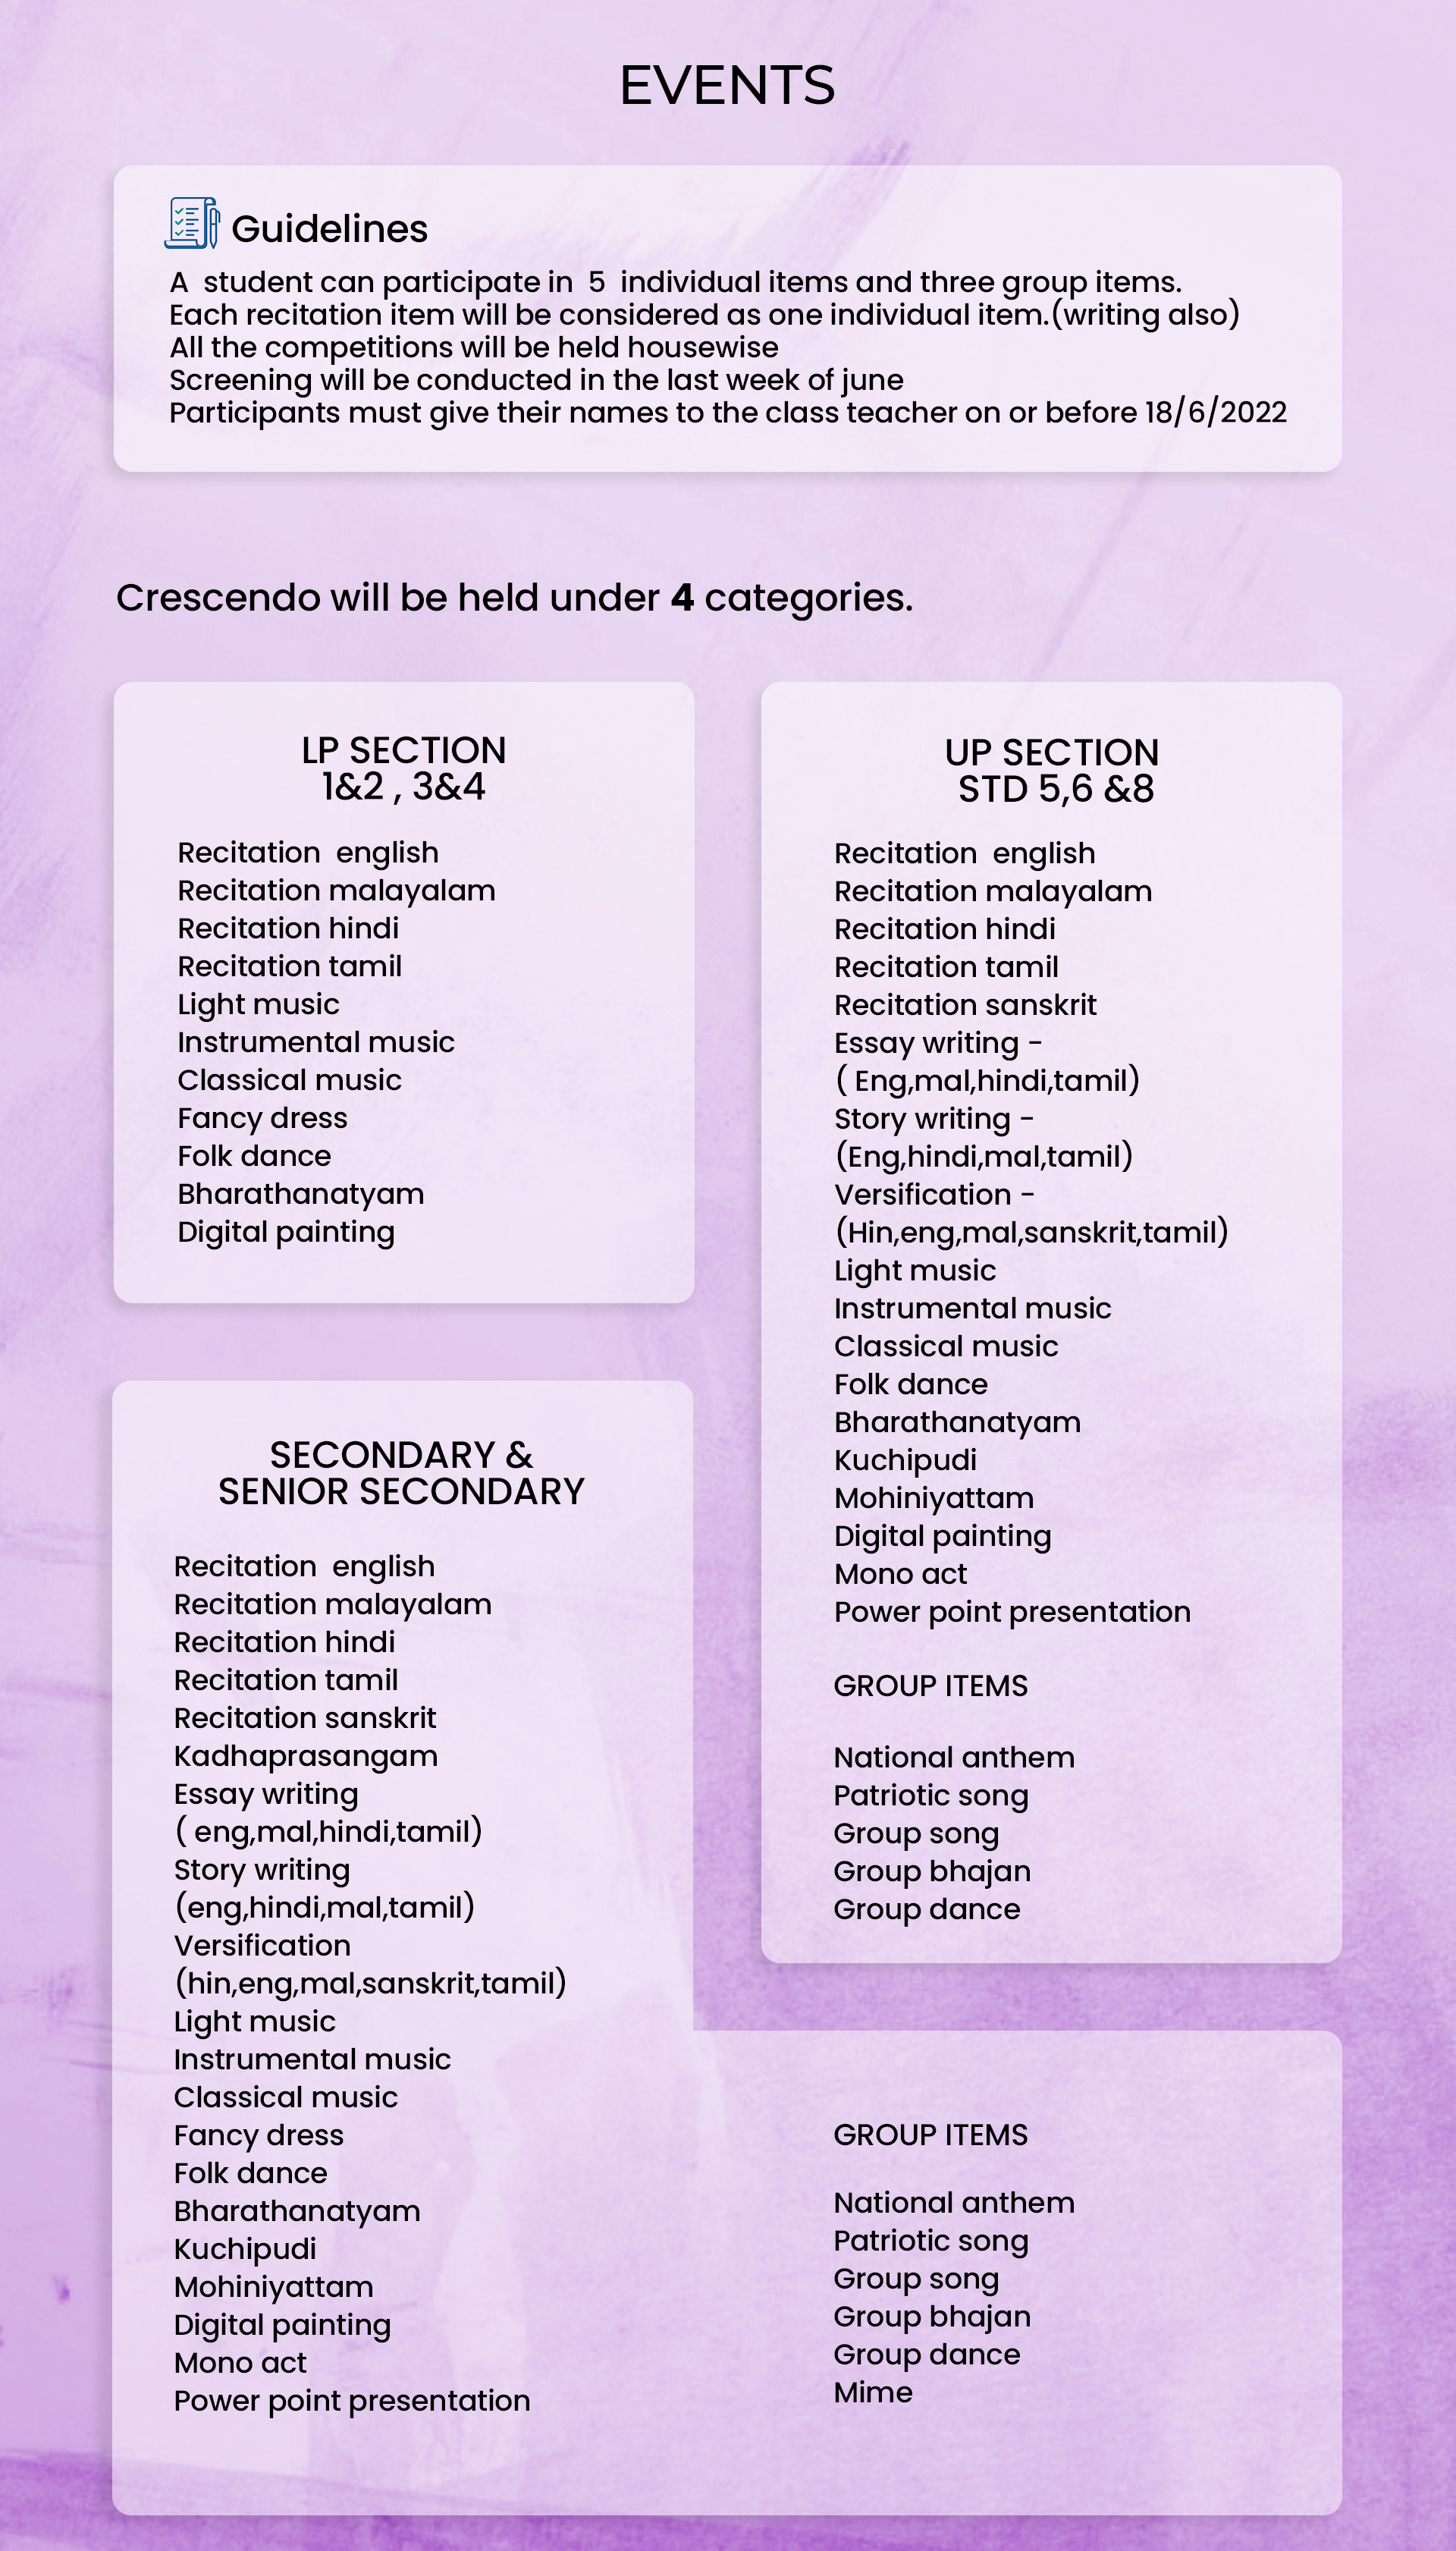 EVENTS
Guidelines
A student can participate in 5 individual items and three group items.
Each recitation item will be considered as one individual item.(writing also)
All the competitions will be held housewise
Screening will be conducted in the last week of june
Participants must give their names to the class teacher on or before 18/6/2022
Crescendo will be held under 4 categories.
LP SECTION
1&2 , 3&4
Recitation english
Recitation malayalam
Recitation hindi
Recitation tamil
Light music
Instrumental music
Classical music
Fancy dress
Folk dance
Bharathanatyam
Digital painting
UP SECTION
STD 5,6 &8
Recitation english
Recitation malayalam
Recitation hindi
Recitation tamil
Recitation sanskrit
Essay writing -
( Eng,mal,hindi,tamil)
Story writing -
(Eng,hindi,mal,tamil)
Versification -
(Hin,eng,mal,sanskrit,tamil)
Light music
Instrumental music
Classical music
Folk dance
Bharathanatyam
Kuchipudi
Mohiniyattam
Digital painting
Mono act
Power point presentation
GROUP ITEMS
National anthem
Patriotic song
Group song
Group bhajan
Group dance
SECONDARY &
SENIOR SECONDARY
Recitation english
Recitation malayalam
Recitation hindi
Recitation tamil
Recitation sanskrit
Kadhaprasangam
Essay writing
( eng,mal,hindi,tamil)
Story writing
(eng,hindi,mal,tamil)
Versification
(hin,eng,mal,sanskrit,tamil)
Light music
Instrumental music
Classical music
Fancy dress
Folk dance
Bharathanatyam
Kuchipudi
Mohiniyattam
Digital painting
Mono act
Power point presentation
GROUP ITEMS
National anthem
Patriotic song
Group song
Group bhajan
Group dance
Mime